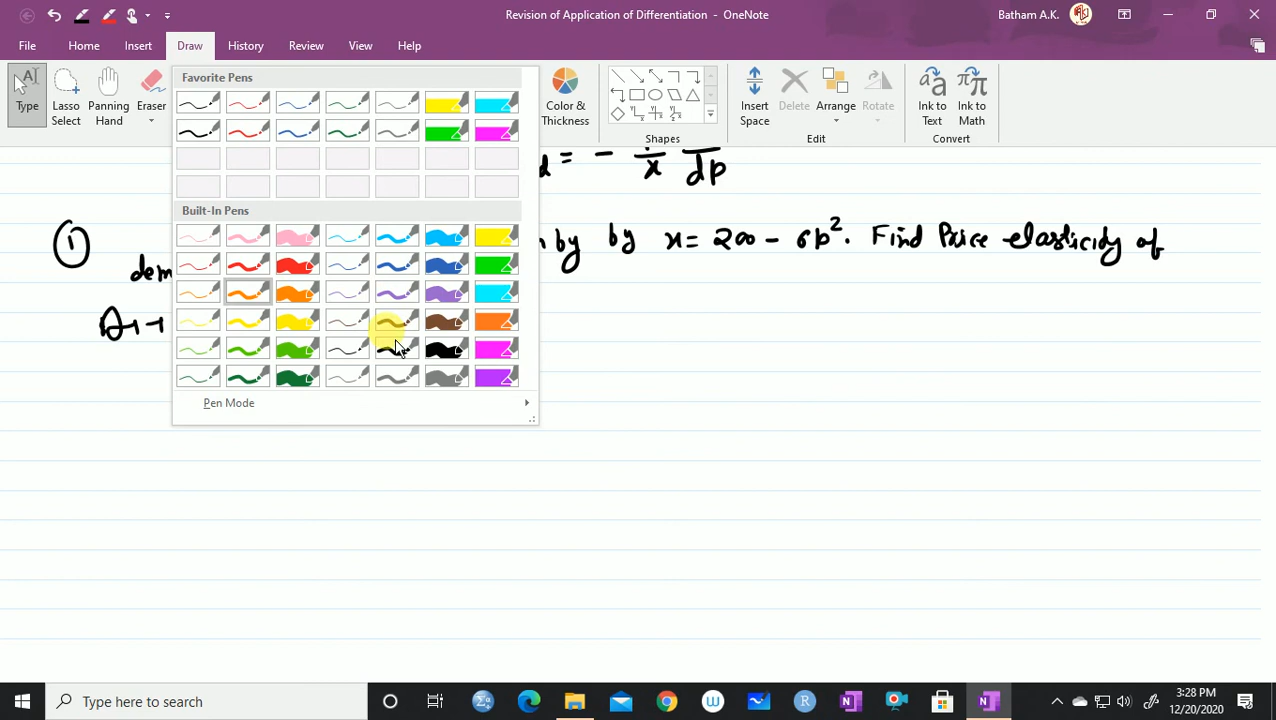 Revision of Application of Differentiation - OneNote
Batham A.K.
File Home Insert Draw History Review View Help
Type
Lasso Select
Panning Hand
Eraser
Favorite Pens
Built-In Pens
Pen Mode
Color & Thickness
Shapes
Insert Space
Delete
Arrange
Rotate
Edit
Ink to Text
Ink to Math
Convert
d = - p/x dp
① by by x = 200 - 6p². Find Price elasticity of
dem
Type here to search
3:28 PM
12/20/2020